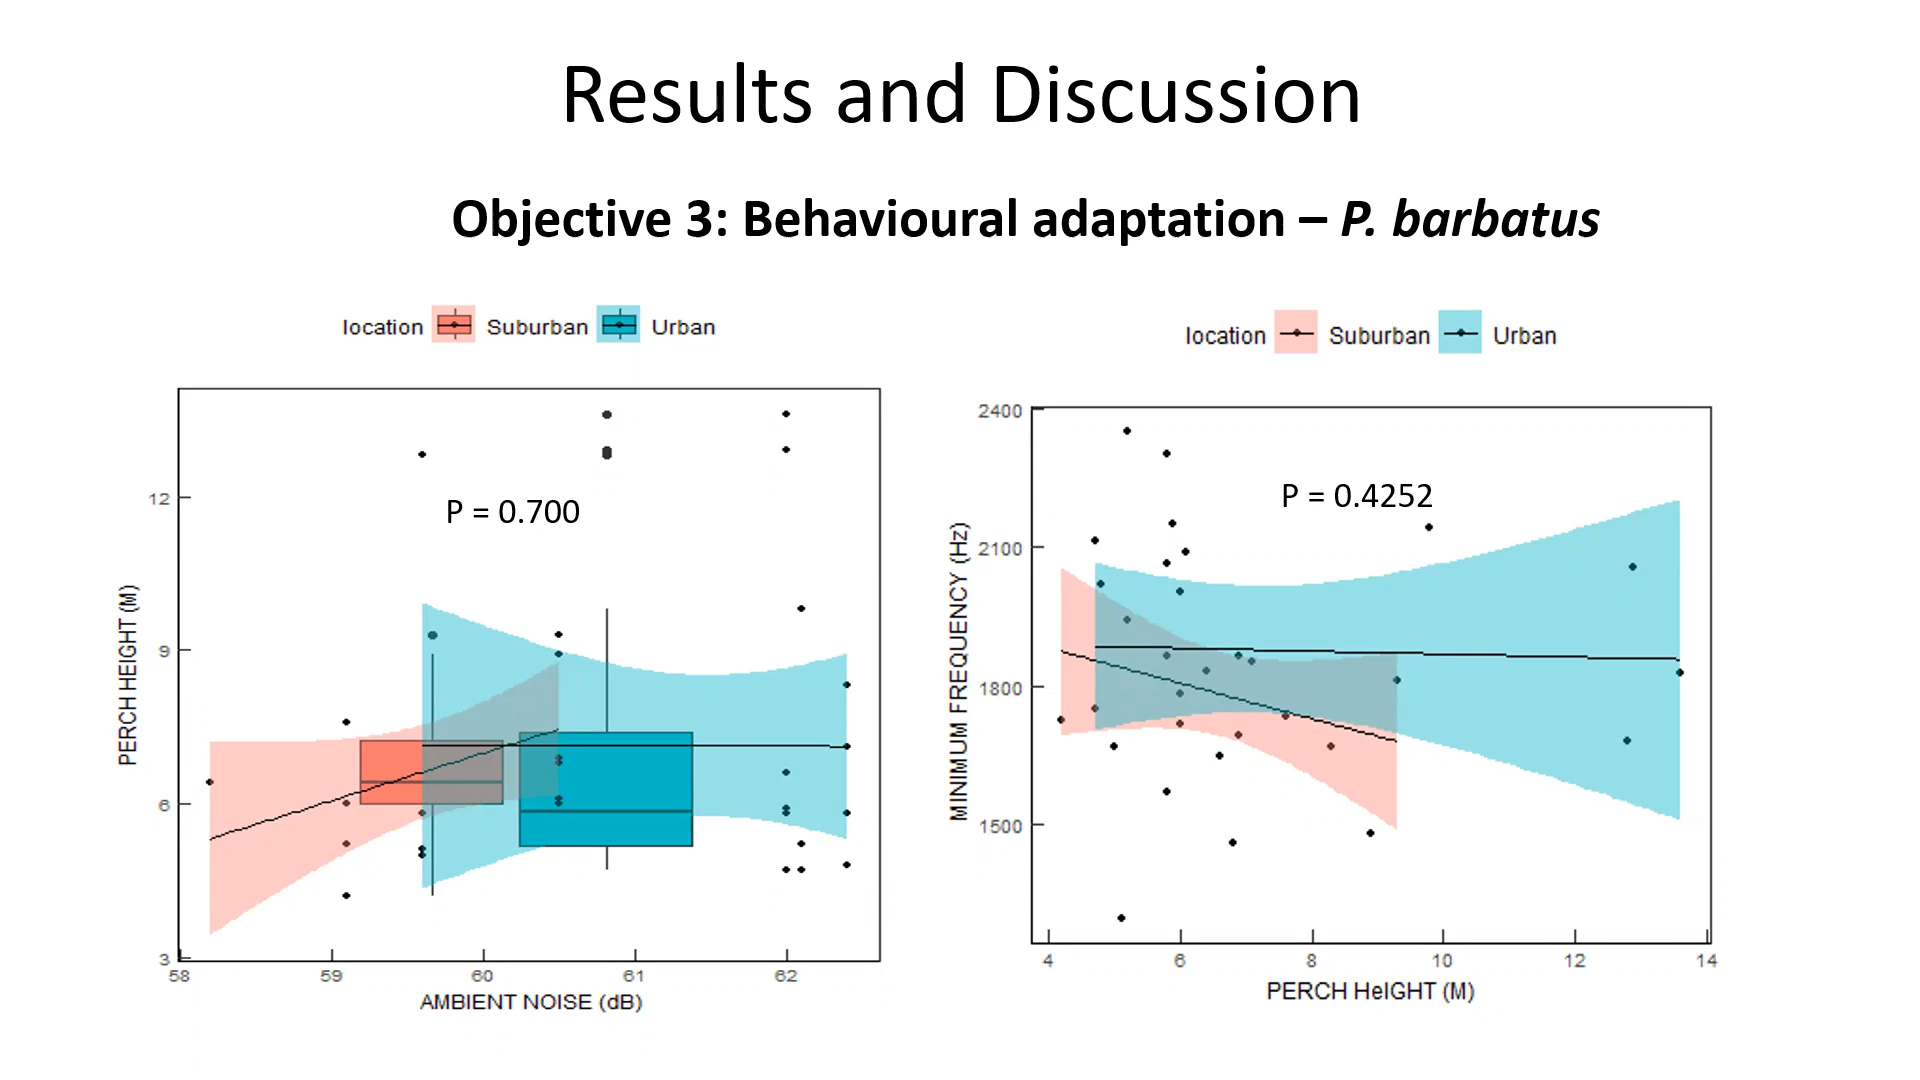 Results and Discussion
Objective 3: Behavioural adaptation – P. barbatus
location Suburban Urban
P = 0.700
PERCH HEIGHT (M)
12
9
6
3
58 59 60 61 62
AMBIENT NOISE (dB)
location Suburban Urban
P = 0.4252
MINIMUM FREQUENCY (Hz)
2400
2100
1800
1500
4 6 8 10 12 14
PERCH HeIGHT (M)